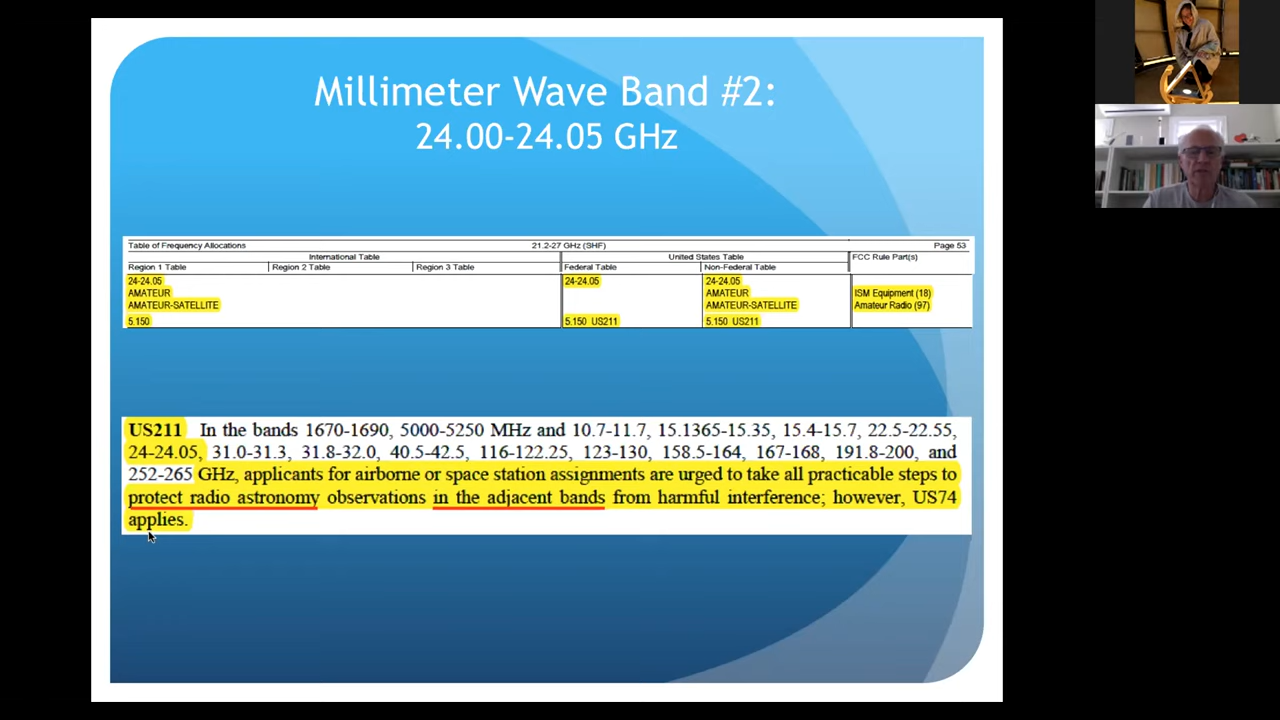 Millimeter Wave Band #2:
24.00-24.05 GHz
Table of Frequency Allocations 21.2-27 GHz (SHF) Page 53
International Table United States Table FCC Rule Part(s)
Region 1 Table Region 2 Table Region 3 Table Federal Table Non-Federal Table
24-24.05 24-24.05 24-24.05
AMATEUR AMATEUR ISM Equipment (18)
AMATEUR-SATELLITE AMATEUR-SATELLITE Amateur Radio (97)
5.150 5.150 US211 5.150 US211
US211 In the bands 1670-1690, 5000-5250 MHz and 10.7-11.7, 15.1365-15.35, 15.4-15.7, 22.5-22.55,
24-24.05, 31.0-31.3, 31.8-32.0, 40.5-42.5, 116-122.25, 123-130, 158.5-164, 167-168, 191.8-200, and
252-265 GHz, applicants for airborne or space station assignments are urged to take all practicable steps to
protect radio astronomy observations in the adjacent bands from harmful interference; however, US74
applies.